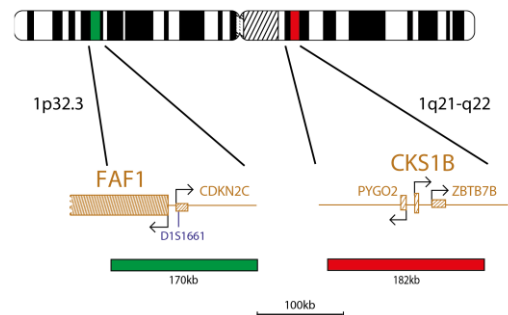 1p32.3
1q21-q22
FAF1
CDKN2C
D1S1661
CKS1B
PYGO2
ZBTB7B
170kb
182kb
100kb